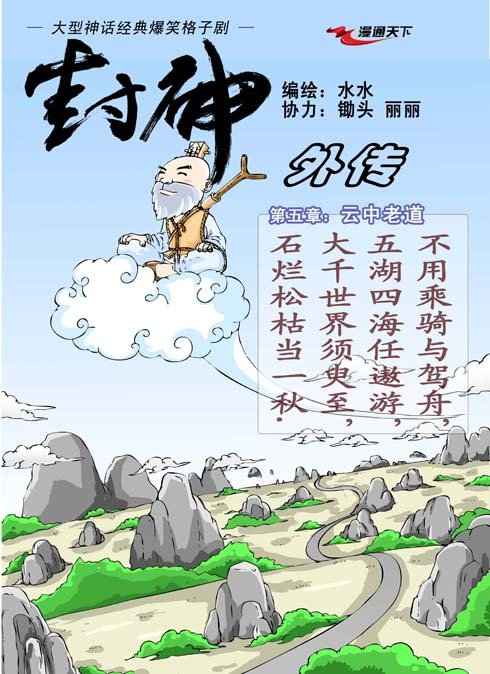 — 大型神话经典爆笑格子剧 —
漫通天下
封神
外传
编绘：水水
协力：锄头 丽丽
第五章：云中老道
不用乘骑与驾舟，
五湖四海任遨游，
大千世界须臾至，
石烂松枯当一秋．